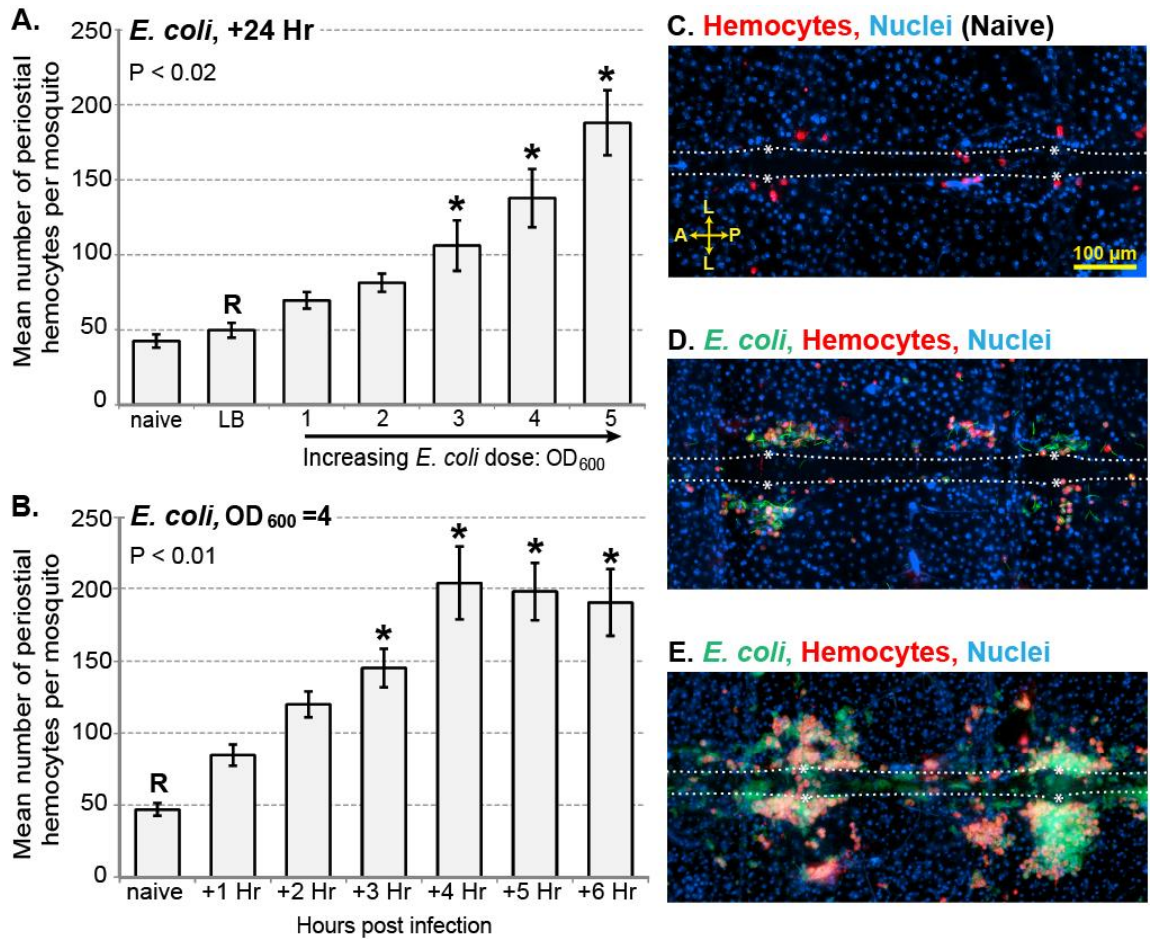 A.
E. coli, +24 Hr
P < 0.02
Mean number of periostial
hemocytes per mosquito
250
200
150
100
50
0
R
*
*
*
naive LB 1 2 3 4 5
Increasing E. coli dose: OD600
B.
E. coli, OD600 =4
P < 0.01
Mean number of periostial
hemocytes per mosquito
250
200
150
100
50
0
R
*
*
*
*
naive +1 Hr +2 Hr +3 Hr +4 Hr +5 Hr +6 Hr
Hours post infection
C. Hemocytes, Nuclei (Naive)
* *
* *
L
A P
L
100 µm
D. E. coli, Hemocytes, Nuclei
* *
* *
E. E. coli, Hemocytes, Nuclei
* *
* *